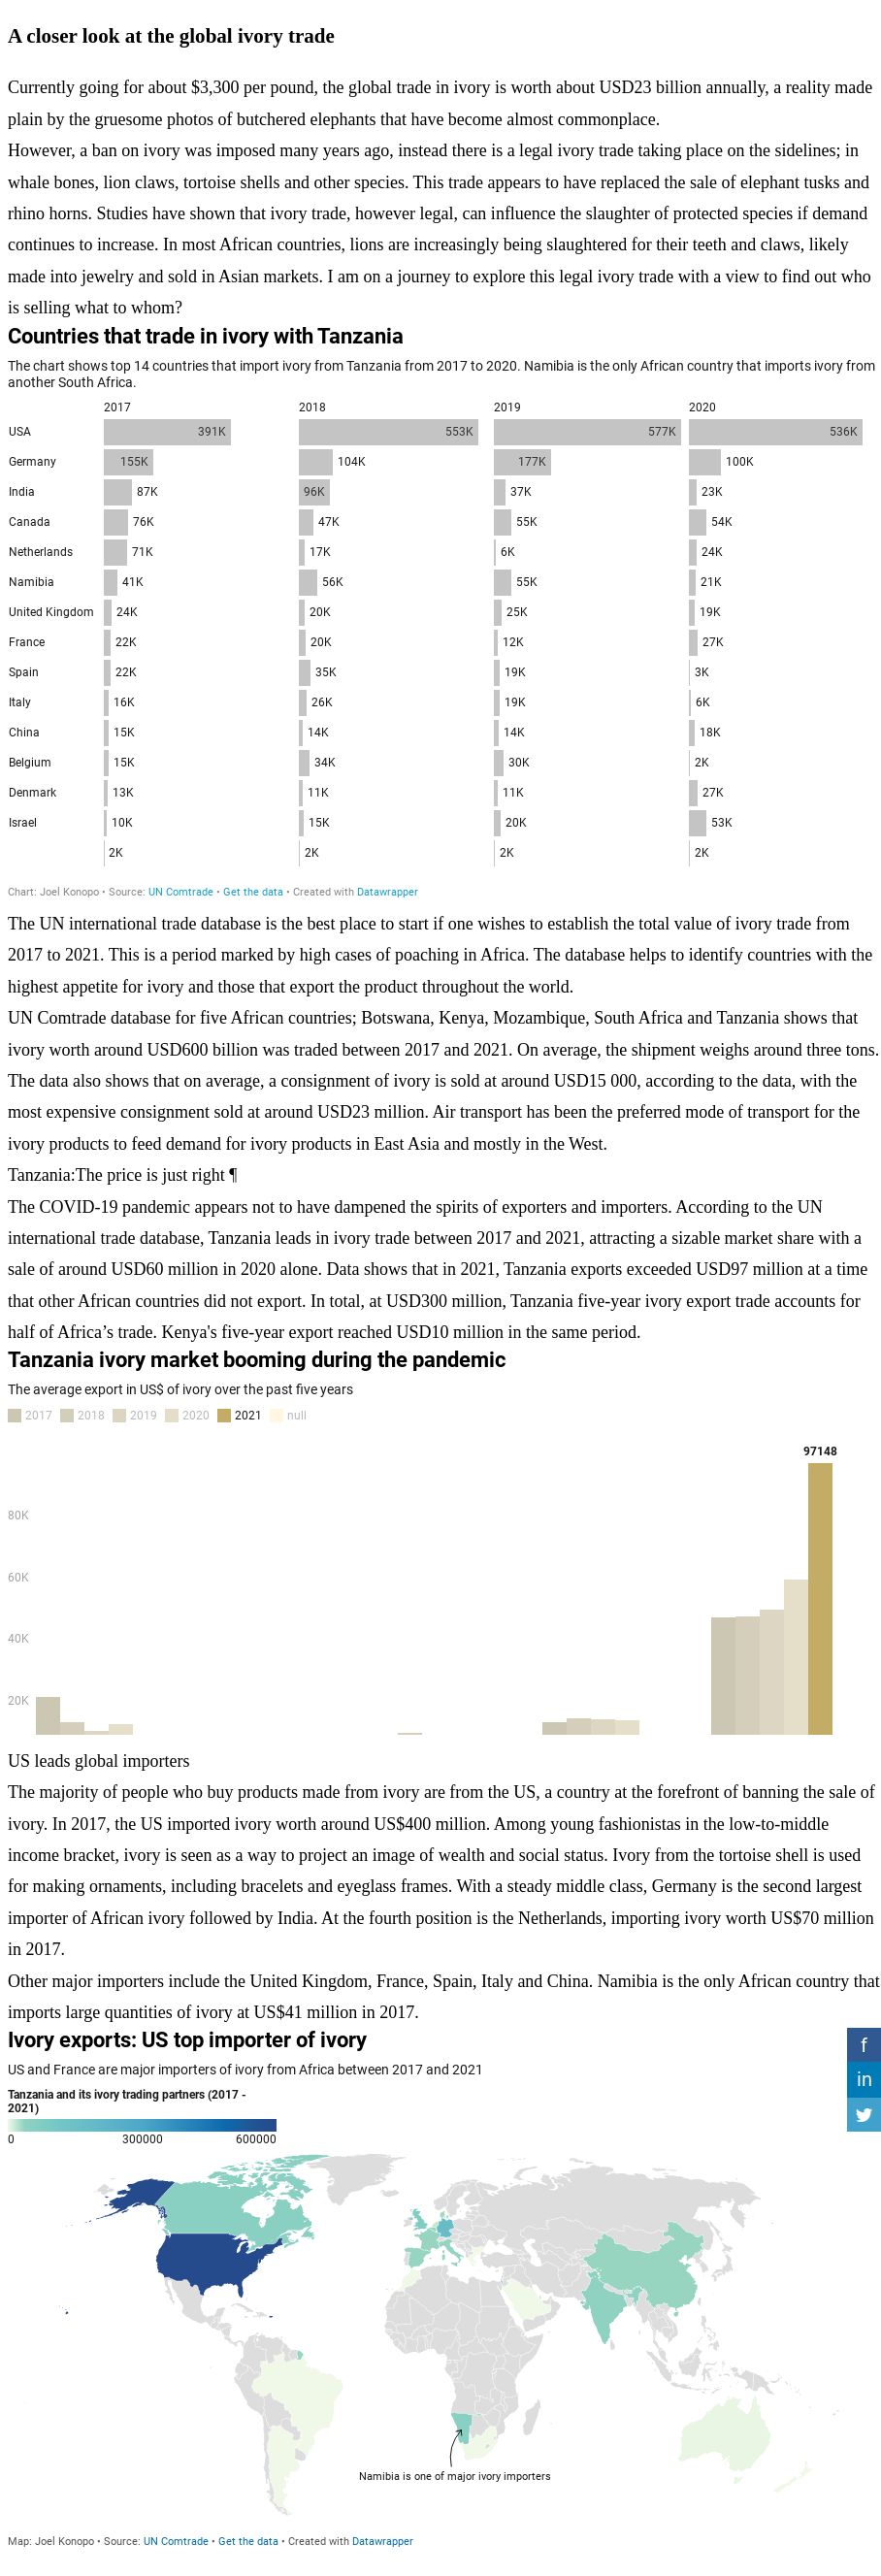 A closer look at the global ivory trade
Currently going for about $3,300 per pound, the global trade in ivory is worth about USD23 billion annually, a reality made
plain by the gruesome photos of butchered elephants that have become almost commonplace.
However, a ban on ivory was imposed many years ago, instead there is a legal ivory trade taking place on the sidelines; in
whale bones, lion claws, tortoise shells and other species. This trade appears to have replaced the sale of elephant tusks and
rhino horns. Studies have shown that ivory trade, however legal, can influence the slaughter of protected species if demand
continues to increase. In most African countries, lions are increasingly being slaughtered for their teeth and claws, likely
made into jewelry and sold in Asian markets. I am on a journey to explore this legal ivory trade with a view to find out who
is selling what to whom?
Countries that trade in ivory with Tanzania
The chart shows top 14 countries that import ivory from Tanzania from 2017 to 2020. Namibia is the only African country that imports ivory from
another South Africa.
2017 2018 2019 2020
USA 391K 553K 577K 536K
Germany 155K 104K 177K 100K
India 87K 96K 37K 23K
Canada 76K 47K 55K 54K
Netherlands 71K 17K 6K 24K
Namibia 41K 56K 55K 21K
United Kingdom 24K 20K 25K 19K
France 22K 20K 12K 27K
Spain 22K 35K 19K 3K
Italy 16K 26K 19K 6K
China 15K 14K 14K 18K
Belgium 15K 34K 30K 2K
Denmark 13K 11K 11K 27K
Israel 10K 15K 20K 53K
2K 2K 2K 2K
Chart: Joel Konopo • Source: UN Comtrade • Get the data • Created with Datawrapper
The UN international trade database is the best place to start if one wishes to establish the total value of ivory trade from
2017 to 2021. This is a period marked by high cases of poaching in Africa. The database helps to identify countries with the
highest appetite for ivory and those that export the product throughout the world.
UN Comtrade database for five African countries; Botswana, Kenya, Mozambique, South Africa and Tanzania shows that
ivory worth around USD600 billion was traded between 2017 and 2021. On average, the shipment weighs around three tons.
The data also shows that on average, a consignment of ivory is sold at around USD15 000, according to the data, with the
most expensive consignment sold at around USD23 million. Air transport has been the preferred mode of transport for the
ivory products to feed demand for ivory products in East Asia and mostly in the West.
Tanzania:The price is just right ¶
The COVID-19 pandemic appears not to have dampened the spirits of exporters and importers. According to the UN
international trade database, Tanzania leads in ivory trade between 2017 and 2021, attracting a sizable market share with a
sale of around USD60 million in 2020 alone. Data shows that in 2021, Tanzania exports exceeded USD97 million at a time
that other African countries did not export. In total, at USD300 million, Tanzania five-year ivory export trade accounts for
half of Africa’s trade. Kenya's five-year export reached USD10 million in the same period.
Tanzania ivory market booming during the pandemic
The average export in US$ of ivory over the past five years
2017 2018 2019 2020 2021 null
97148
80K
60K
40K
20K
US leads global importers
The majority of people who buy products made from ivory are from the US, a country at the forefront of banning the sale of
ivory. In 2017, the US imported ivory worth around US$400 million. Among young fashionistas in the low-to-middle
income bracket, ivory is seen as a way to project an image of wealth and social status. Ivory from the tortoise shell is used
for making ornaments, including bracelets and eyeglass frames. With a steady middle class, Germany is the second largest
importer of African ivory followed by India. At the fourth position is the Netherlands, importing ivory worth US$70 million
in 2017.
Other major importers include the United Kingdom, France, Spain, Italy and China. Namibia is the only African country that
imports large quantities of ivory at US$41 million in 2017.
Ivory exports: US top importer of ivory
US and France are major importers of ivory from Africa between 2017 and 2021
Tanzania and its ivory trading partners (2017 -
2021)
0 300000 600000
f
in
Namibia is one of major ivory importers
Map: Joel Konopo • Source: UN Comtrade • Get the data • Created with Datawrapper